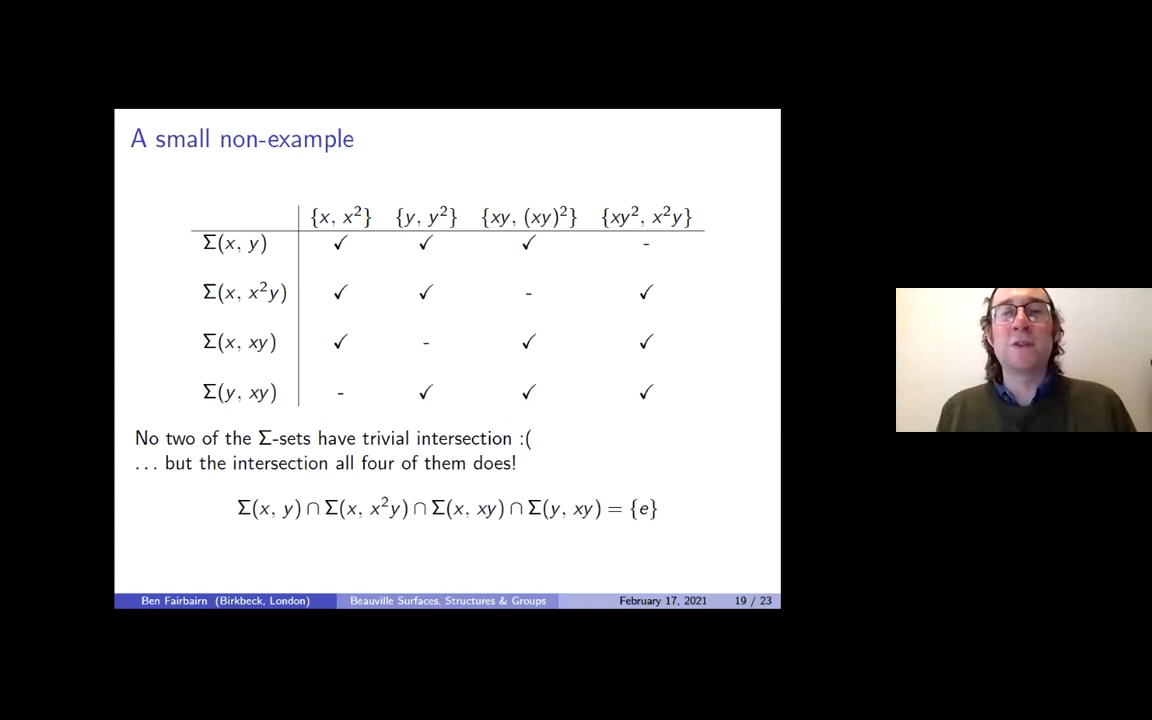 A small non-example
{x, x²} {y, y²} {xy, (xy)²} {xy², x²y}
Σ(x, y) ✓ ✓ ✓ -
Σ(x, x²y) ✓ ✓ - ✓
Σ(x, xy) ✓ - ✓ ✓
Σ(y, xy) - ✓ ✓ ✓
No two of the Σ-sets have trivial intersection :(
... but the intersection all four of them does!
Σ(x, y) ∩ Σ(x, x²y) ∩ Σ(x, xy) ∩ Σ(y, xy) = {e}
Ben Fairbairn (Birkbeck, London) Beauville Surfaces, Structures & Groups February 17, 2021 19 / 23